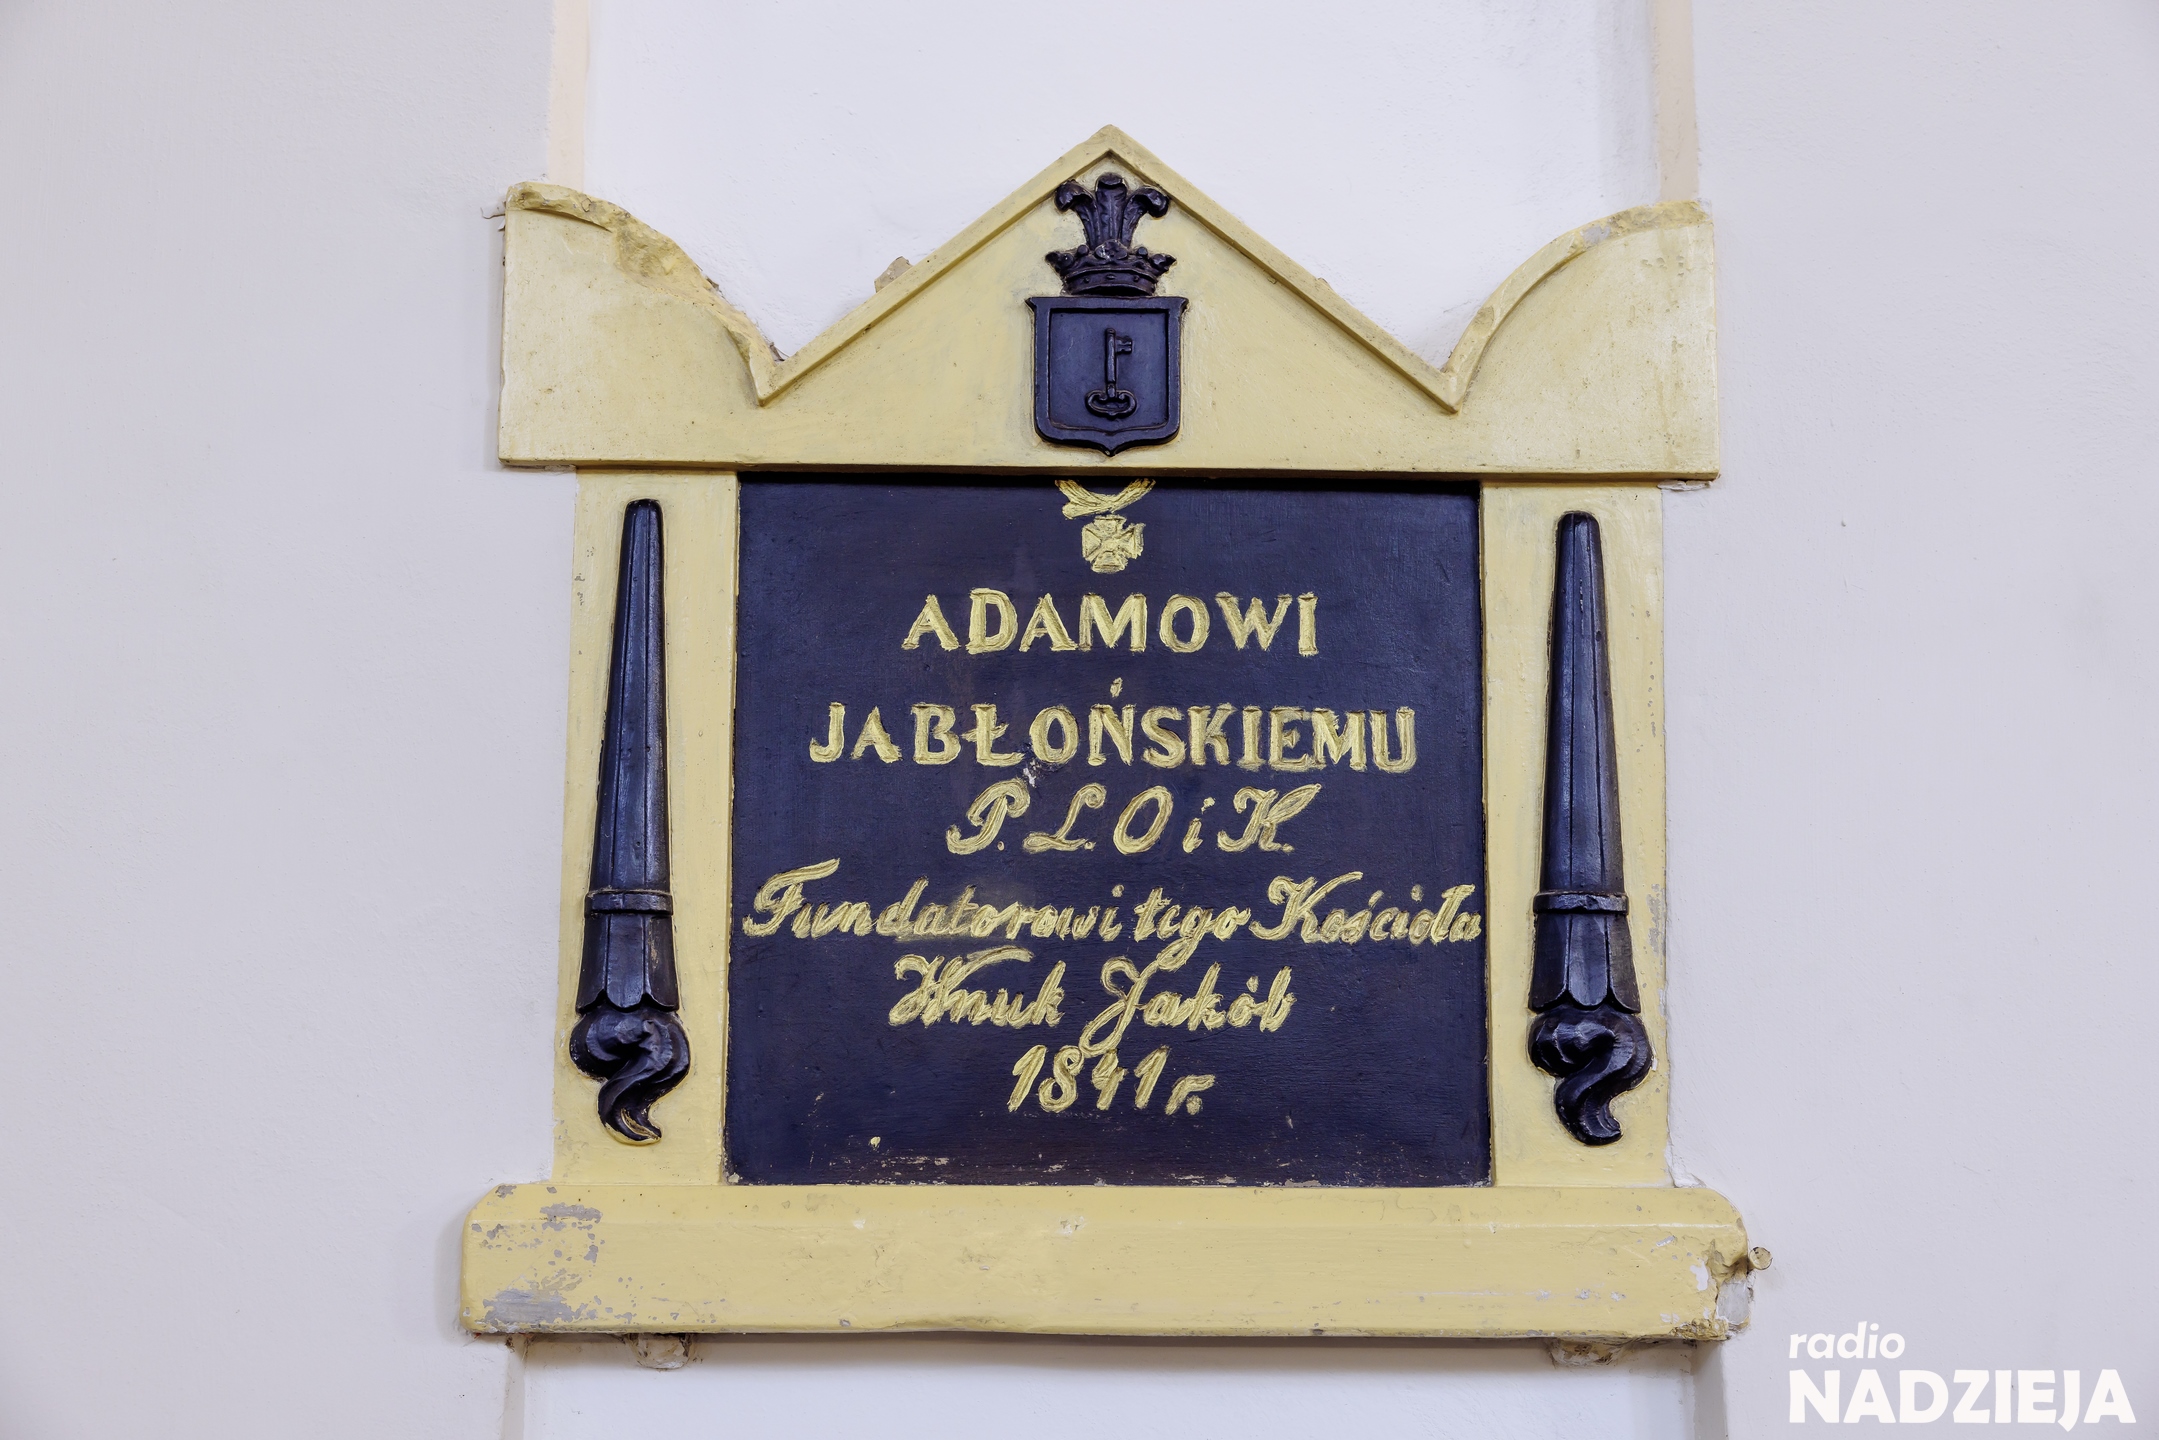 ADAMOWI
JABŁOŃSKIEMU
P. L. O i K.
Fundatorowi tego Kościoła
Wnuk Jakób
1841 r.
radio
NADZIEJA